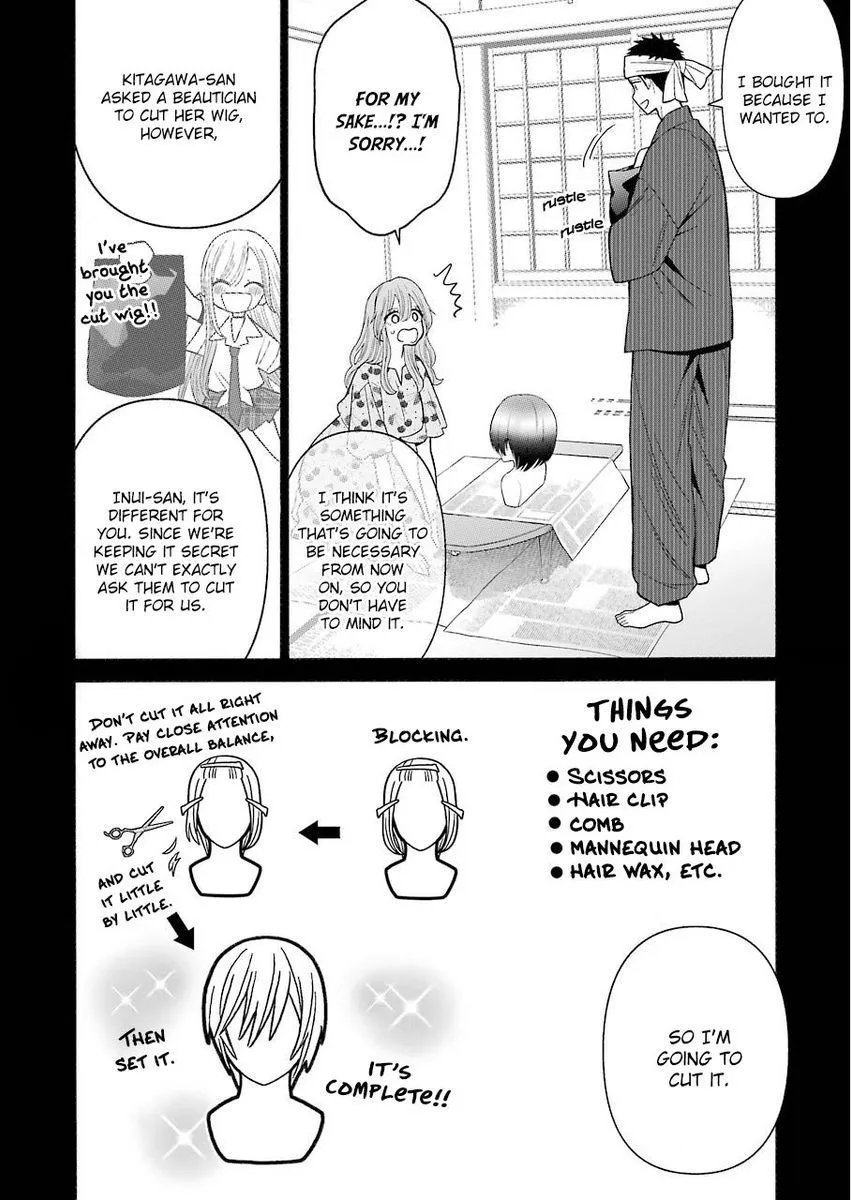 I BOUGHT IT
BECAUSE I
WANTED TO.
rustle
rustle
FOR MY
SAKE...!? I'M
SORRY...!
I THINK IT'S
SOMETHING
THAT'S GOING TO
BE NECESSARY
FROM NOW
ON, SO YOU
DON'T HAVE
TO MIND IT.
KITAGAWA-SAN
ASKED A BEAUTICIAN
TO CUT HER WIG,
HOWEVER,
I've
brought
you the
cut wig!!
INUI-SAN, IT'S
DIFFERENT FOR
YOU. SINCE WE'RE
KEEPING IT SECRET
WE CAN'T EXACTLY
ASK THEM TO CUT
IT FOR US.
THINGS
YOU NEED:
● SCISSORS
● HAIR CLIP
● COMB
● MANNEQUIN HEAD
● HAIR WAX, ETC.
BLOCKING.
DON'T CUT IT ALL RIGHT
AWAY. PAY CLOSE ATTENTION
TO THE OVERALL BALANCE,
AND CUT
IT LITTLE
BY LITTLE.
THEN
SET IT.
IT'S
COMPLETE!!
SO I'M
GOING TO
CUT IT.